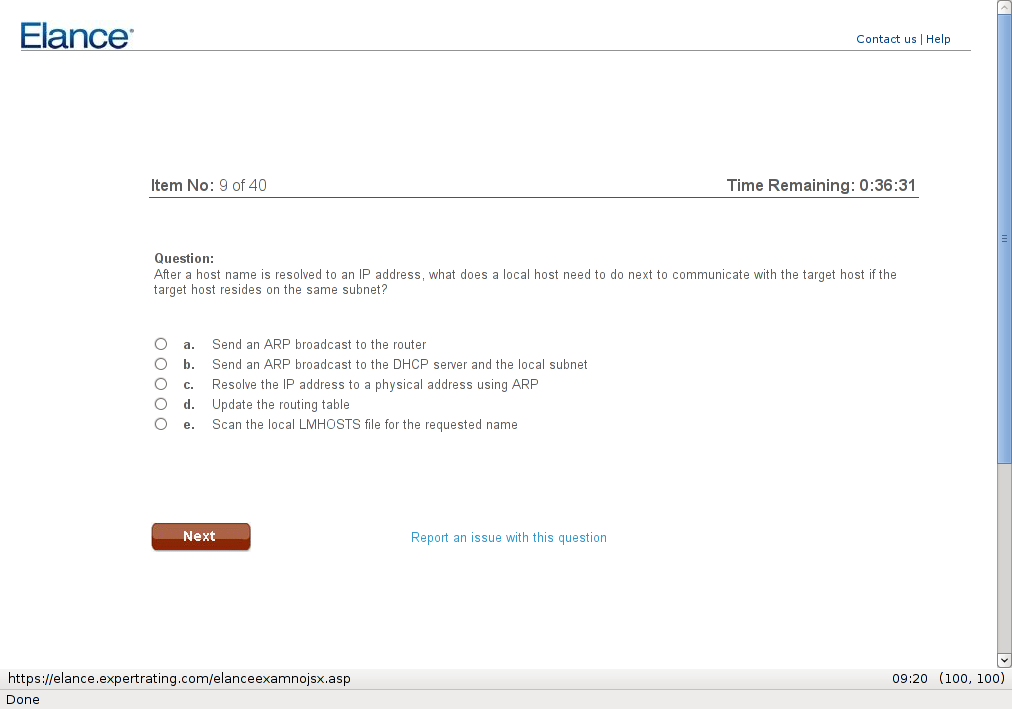 Elance
Contact us | Help
Item No: 9 of 40
Time Remaining: 0:36:31
Question:
After a host name is resolved to an IP address, what does a local host need to do next to communicate with the target host if the
target host resides on the same subnet?
a. Send an ARP broadcast to the router
b. Send an ARP broadcast to the DHCP server and the local subnet
c. Resolve the IP address to a physical address using ARP
d. Update the routing table
e. Scan the local LMHOSTS file for the requested name
Next
Report an issue with this question
https://elance.expertrating.com/elanceexamnojsx.asp
09:20 (100, 100)
Done